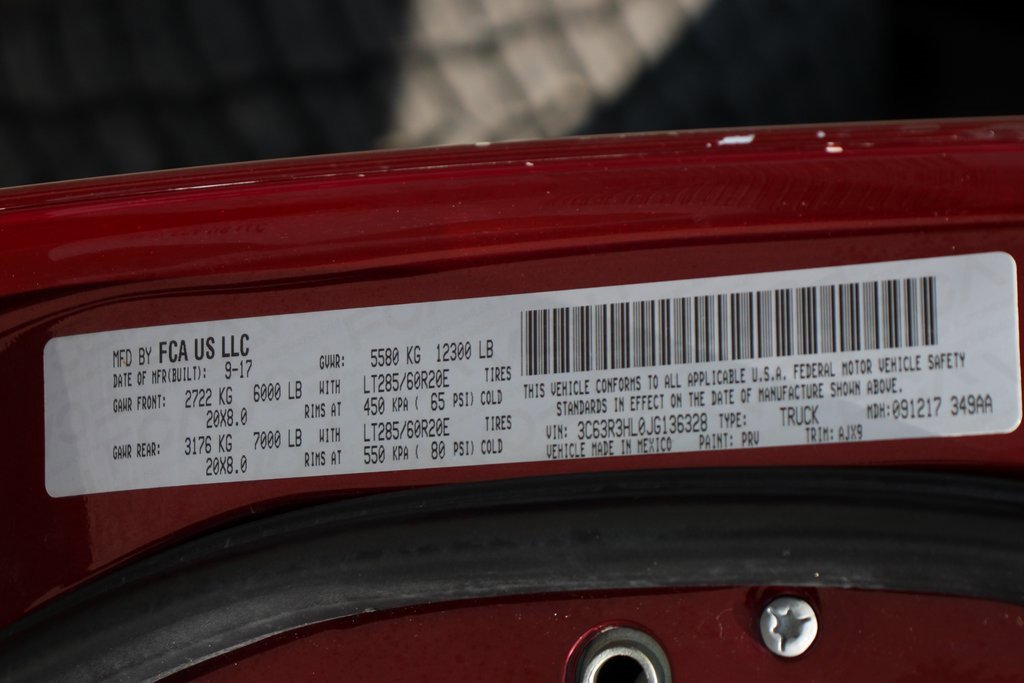 MFD BY FCA US LLC
DATE OF MFR(BUILT): 9-17 GVWR: 5580 KG 12300 LB
GAWR FRONT: 2722 KG 6000 LB WITH LT285/60R20E TIRES
20X8.0 RIMS AT 450 KPA ( 65 PSI) COLD
GAWR REAR: 3176 KG 7000 LB WITH LT285/60R20E TIRES
20X8.0 RIMS AT 550 KPA ( 80 PSI) COLD
THIS VEHICLE CONFORMS TO ALL APPLICABLE U.S.A. FEDERAL MOTOR VEHICLE SAFETY
STANDARDS IN EFFECT ON THE DATE OF MANUFACTURE SHOWN ABOVE.
VIN: 3C63R3HL0JG136328 TYPE: TRUCK MDH:091217 349AA
VEHICLE MADE IN MEXICO PAINT: PRV TRIM: AJX9